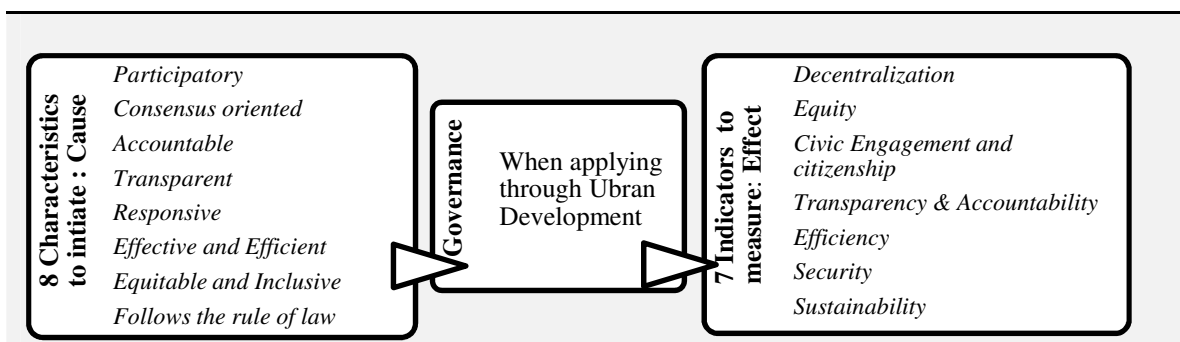 8 Characteristics
to intiate : Cause
Participatory
Consensus oriented
Accountable
Transparent
Responsive
Effective and Efficient
Equitable and Inclusive
Follows the rule of law
Governance
When applying
through Ubran
Development
7 Indicators to
measure: Effect
Decentralization
Equity
Civic Engagement and
citizenship
Transparency & Accountability
Efficiency
Security
Sustainability